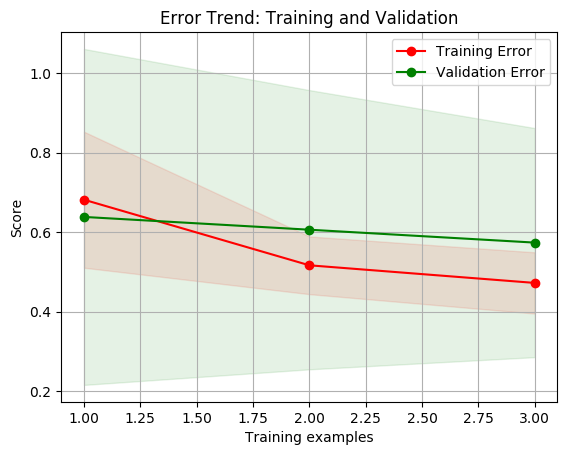 Error Trend: Training and Validation
Training Error
Validation Error
Score
1.0
0.8
0.6
0.4
0.2
1.00 1.25 1.50 1.75 2.00 2.25 2.50 2.75 3.00
Training examples